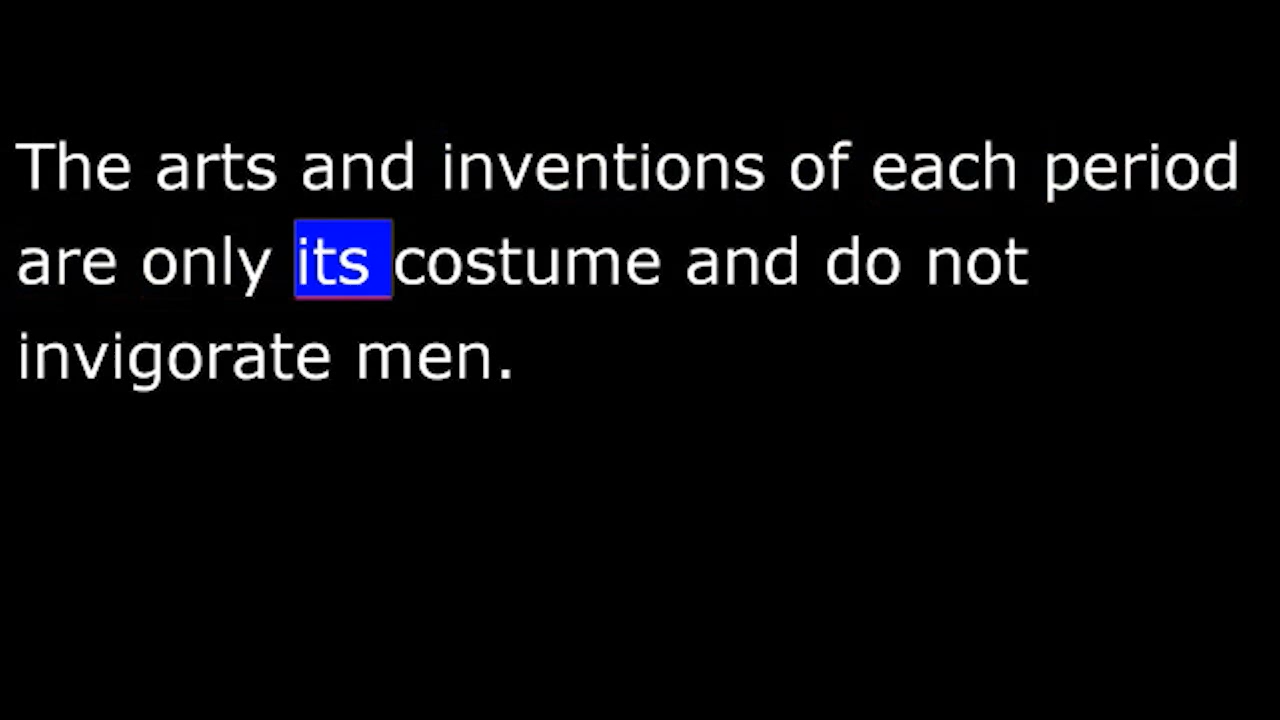 The arts and inventions of each period
are only its costume and do not
invigorate men.